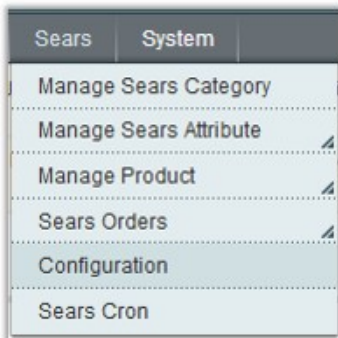 Sears System
Manage Sears Category
Manage Sears Attribute
Manage Product
Sears Orders
Configuration
Sears Cron